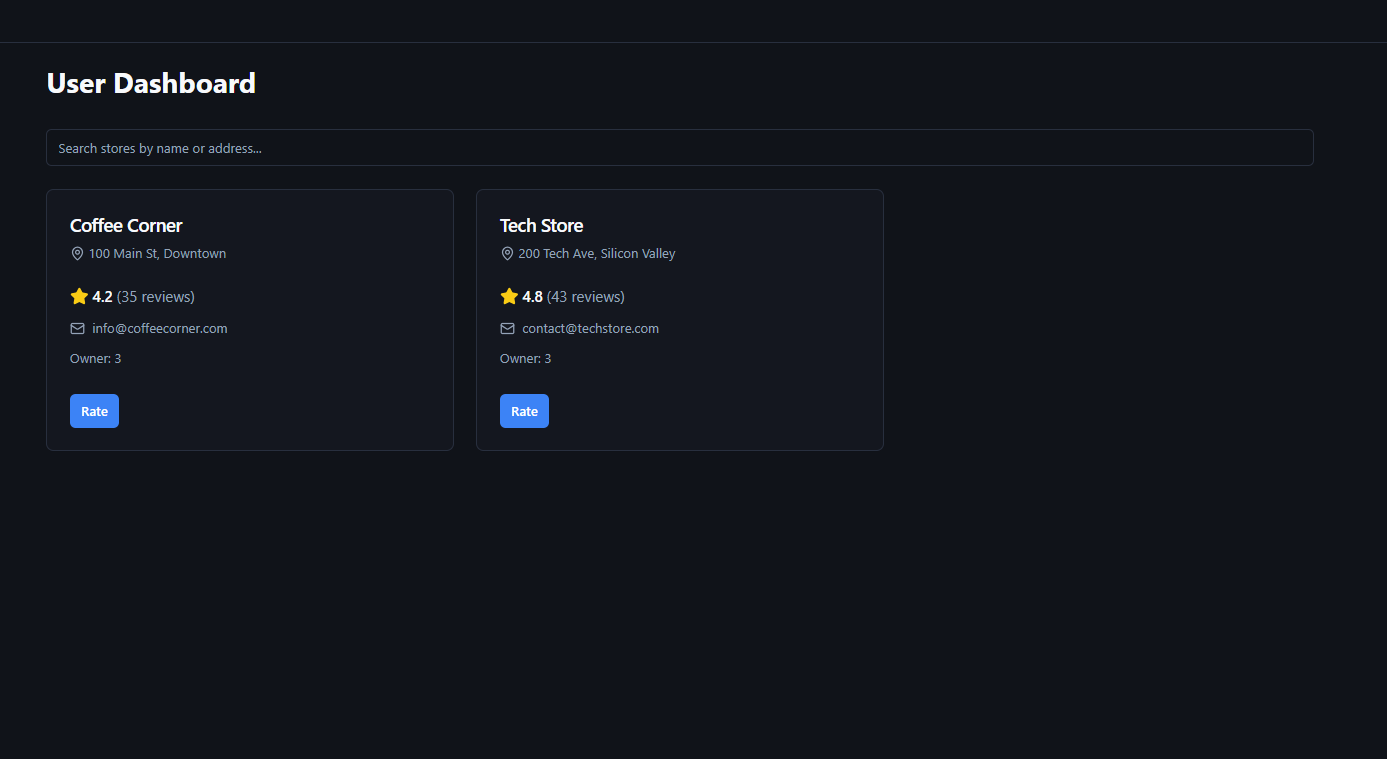 User Dashboard
Search stores by name or address...
Coffee Corner
100 Main St, Downtown
4.2 (35 reviews)
info@coffeecorner.com
Owner: 3
Rate
Tech Store
200 Tech Ave, Silicon Valley
4.8 (43 reviews)
contact@techstore.com
Owner: 3
Rate